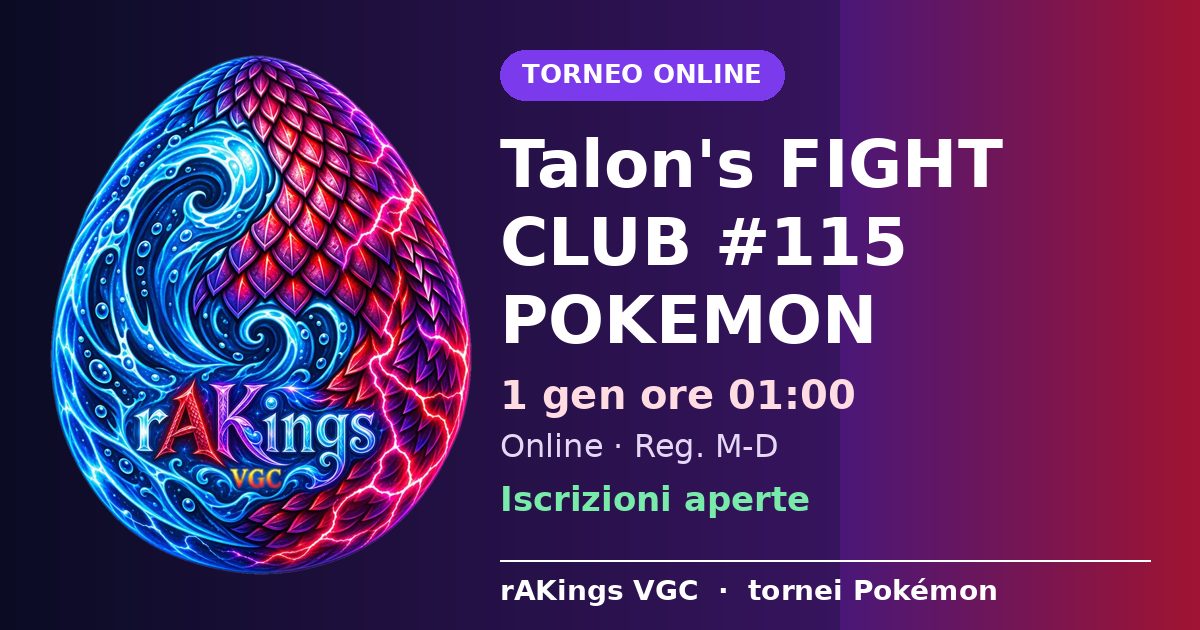 TORNEO ONLINE
Talon's FIGHT
CLUB #115
POKEMON
1 gen ore 01:00
Online · Reg. M-D
Iscrizioni aperte
rAKings VGC · tornei Pokémon
rAKings
VGC